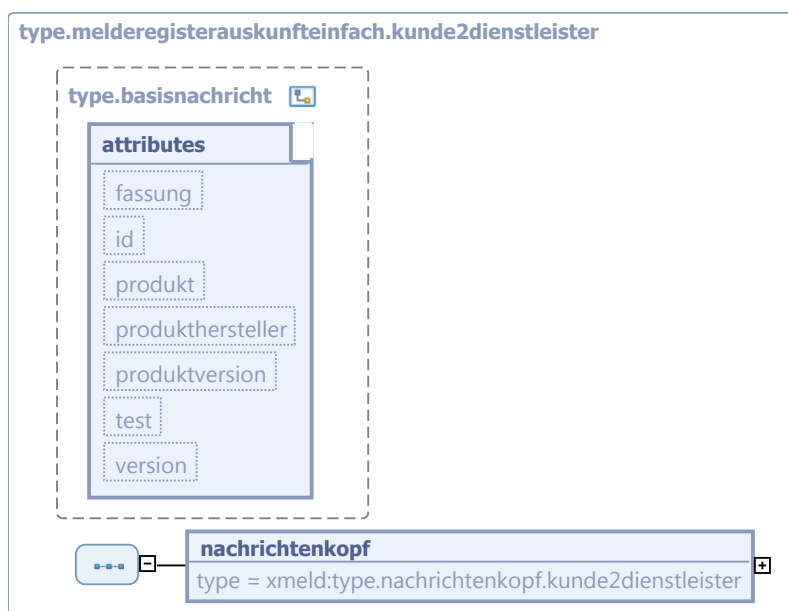 type.melderegisterauskunfteinfach.kunde2dienstleister
type.basisnachricht
attributes
fassung
id
produkt
produkthersteller
produktversion
test
version
nachrichtenkopf
type = xmeld:type.nachrichtenkopf.kunde2dienstleister